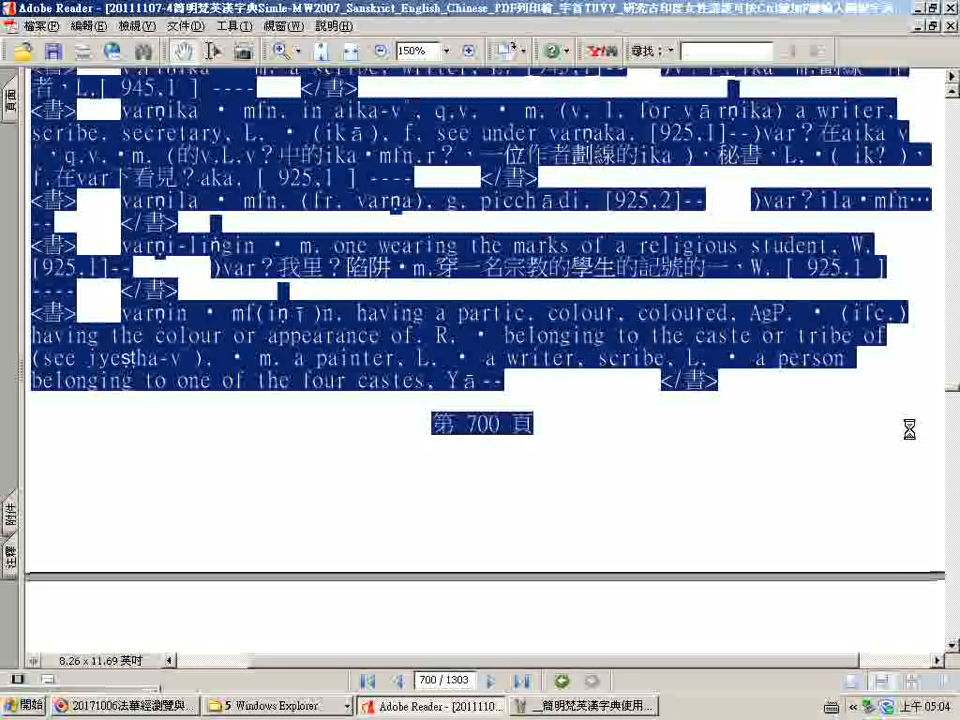 Adobe Reader - [20111107-4簡明梵英漢字典Simle-MW2007_Sanskrict_English_Chinese_PDF列印檔
檔案(F) 編輯(E) 檢視(V) 文件(D) 工具(T) 視窗(W) 說明(H)
150% 尋找：
頁面
者, L.[ 945,1 ] ---- </書>
<書> varṇika • mfn. in aika-v°, q.v. • m. (v. l. for vārṇika) a writer,
scribe, secretary, L. • (ikā), f. see under varṇaka. [925,1]--)var？在aika v
°, q.v. • m. (的v.L.v？中的ika • mfn.r？, 一位作者劃線的ika )、秘書, L. • ( ik? ),
f.在var下看見？aka. [ 925,1 ] ---- </書>
<書> varṇila • mfn. (fr. varṇa), g. picchādi. [925,2]-- )var？ila • mfn…
-- </書>
<書> varṇi-liṅgin • m. one wearing the marks of a religious student, W.
[925,1]-- )var？我里？陷阱 • m.穿一名宗教的學生的記號的一、W. [ 925,1 ]
---- </書>
<書> varṇin • mf(iṇī)n. having a partic. colour, coloured, AgP. • (ifc.)
having the colour or appearance of, R. • belonging to the caste or tribe of
(see jyeṣṭha-v°). • m. a painter, L. • a writer, scribe, L. • a person
belonging to one of the four castes, Yā-- </書>
第 700 頁
附件
注釋
8.26 x 11.69 英吋
700 / 1303
開始 20171006法華經瀏覽與... 5 Windows Explorer Adobe Reader - [2011110... __簡明梵英漢字典使用... 上午 05:04